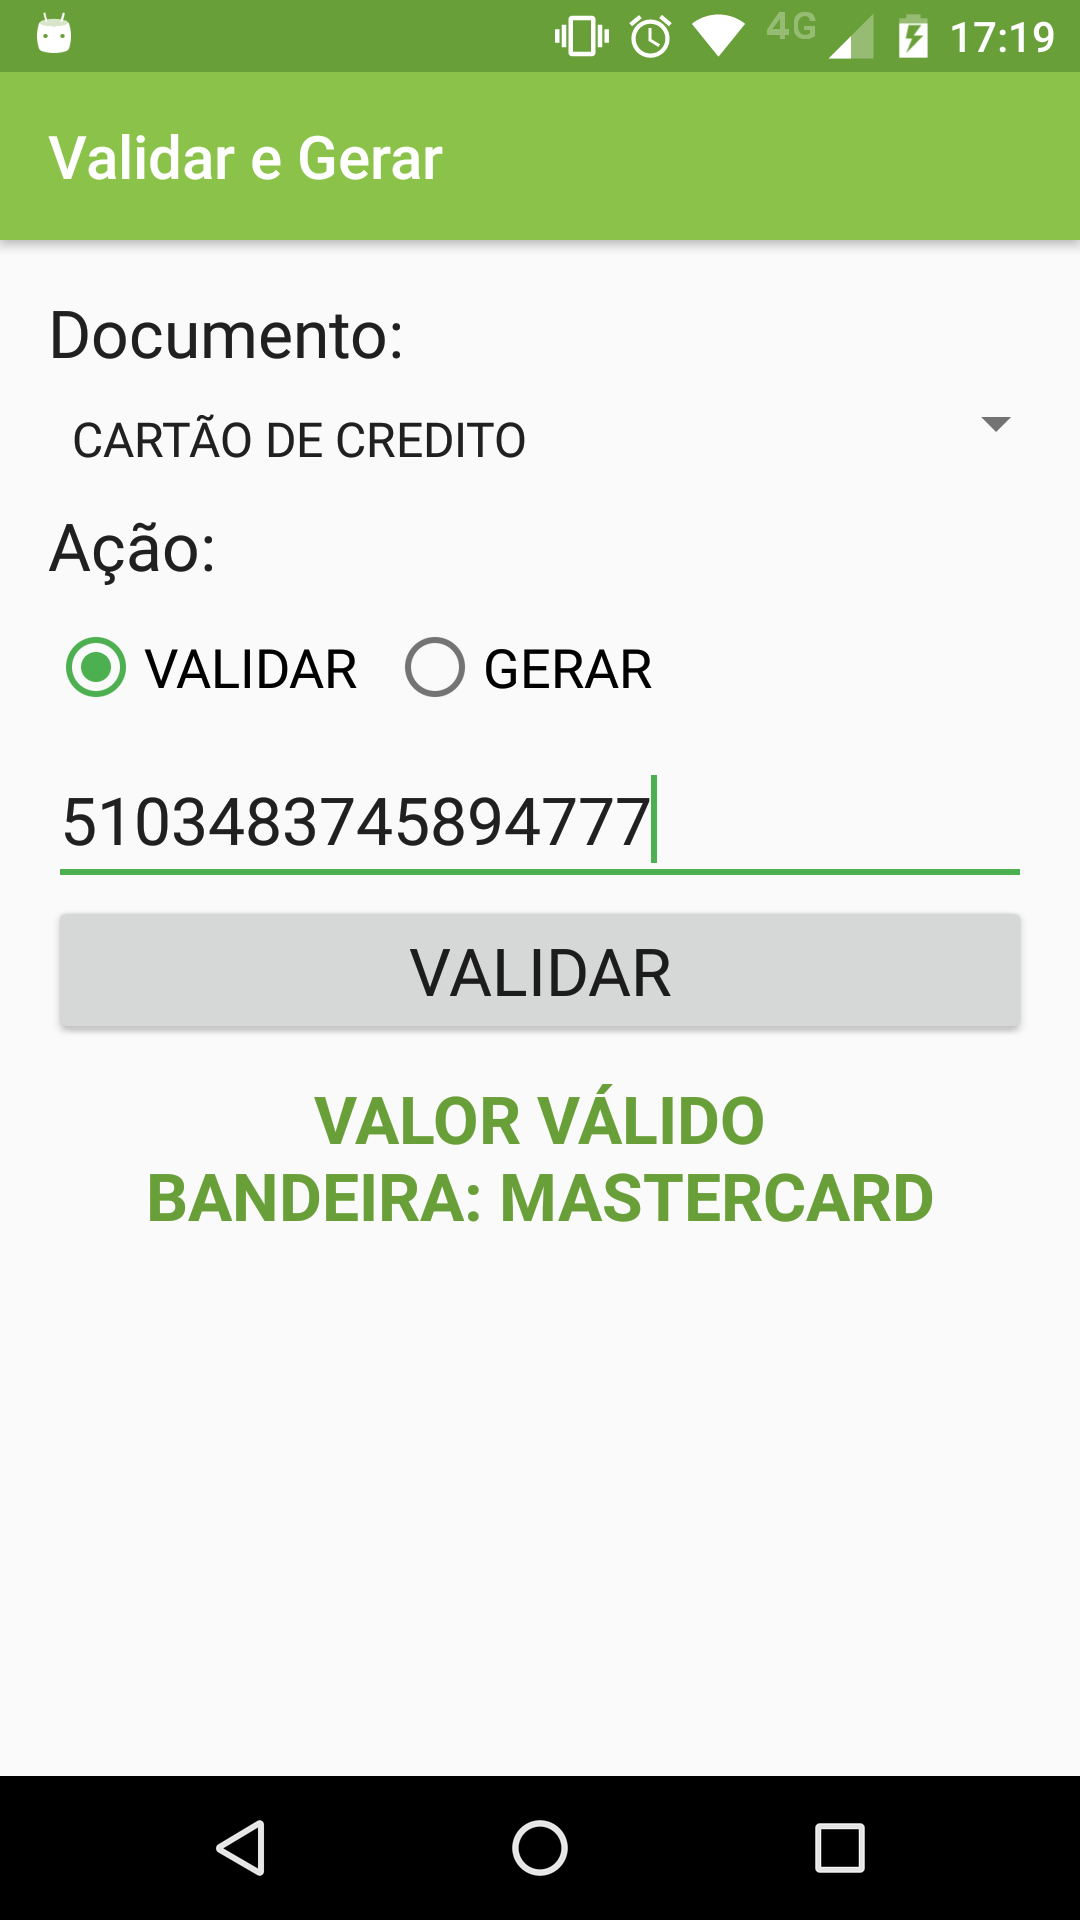 4G 17:19
Validar e Gerar
Documento:
CARTÃO DE CREDITO
Ação:
VALIDAR GERAR
5103483745894777
VALIDAR
VALOR VÁLIDO
BANDEIRA: MASTERCARD